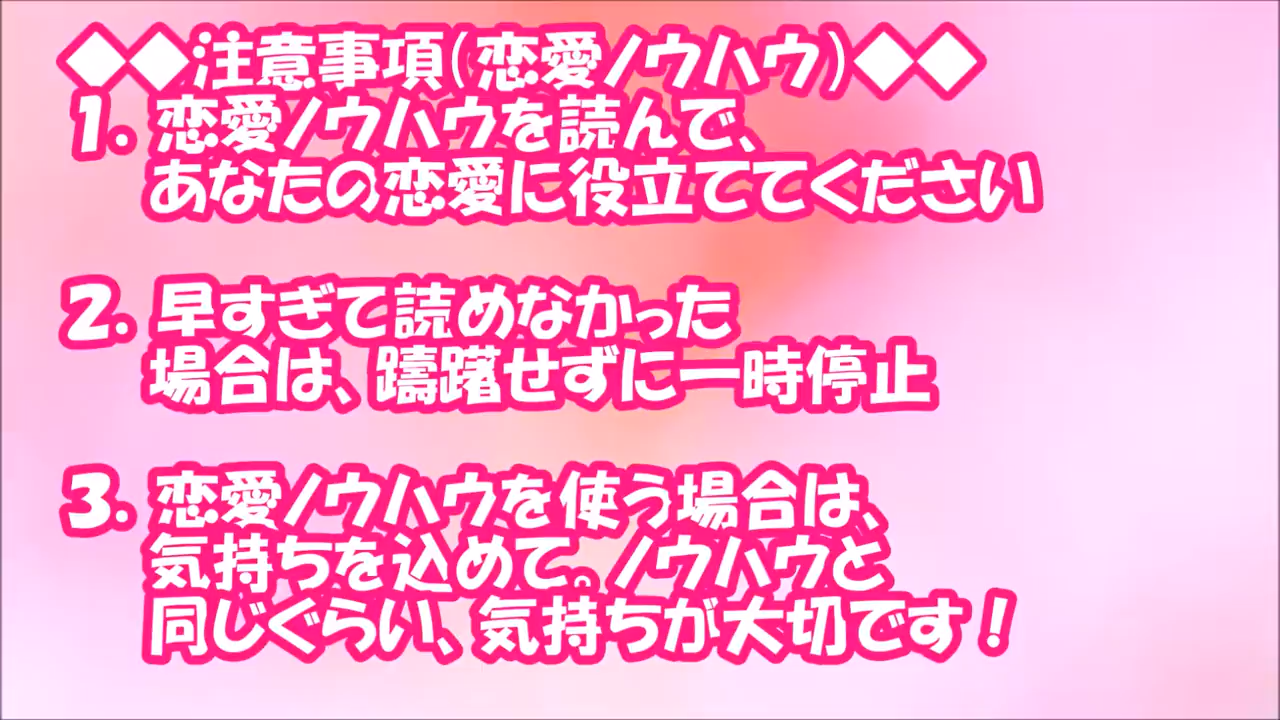 ◆◆注意事項(恋愛ノウハウ)◆◆
1. 恋愛ノウハウを読んで、
あなたの恋愛に役立ててください
2. 早すぎて読めなかった
場合は、躊躇せずに一時停止
3. 恋愛ノウハウを使う場合は、
気持ちを込めて。ノウハウと
同じぐらい、気持ちが大切です!